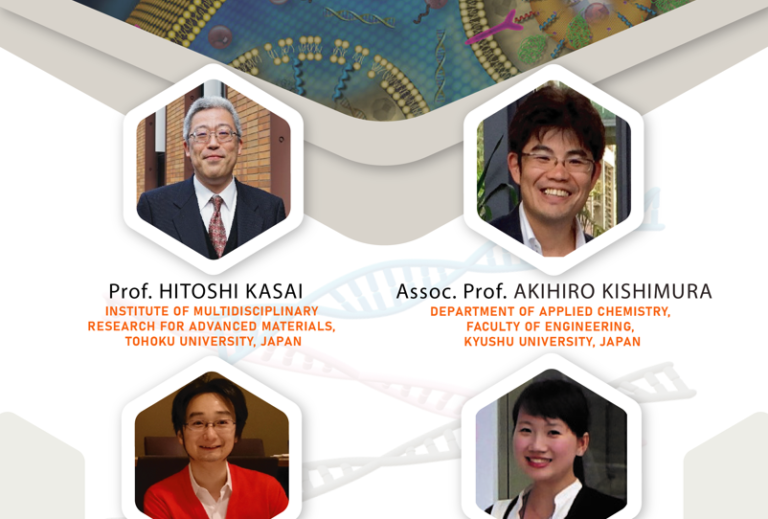 Prof. HITOSHI KASAI
INSTITUTE OF MULTIDISCIPLINARY
RESEARCH FOR ADVANCED MATERIALS,
TOHOKU UNIVERSITY, JAPAN
Assoc. Prof. AKIHIRO KISHIMURA
DEPARTMENT OF APPLIED CHEMISTRY,
FACULTY OF ENGINEERING,
KYUSHU UNIVERSITY, JAPAN